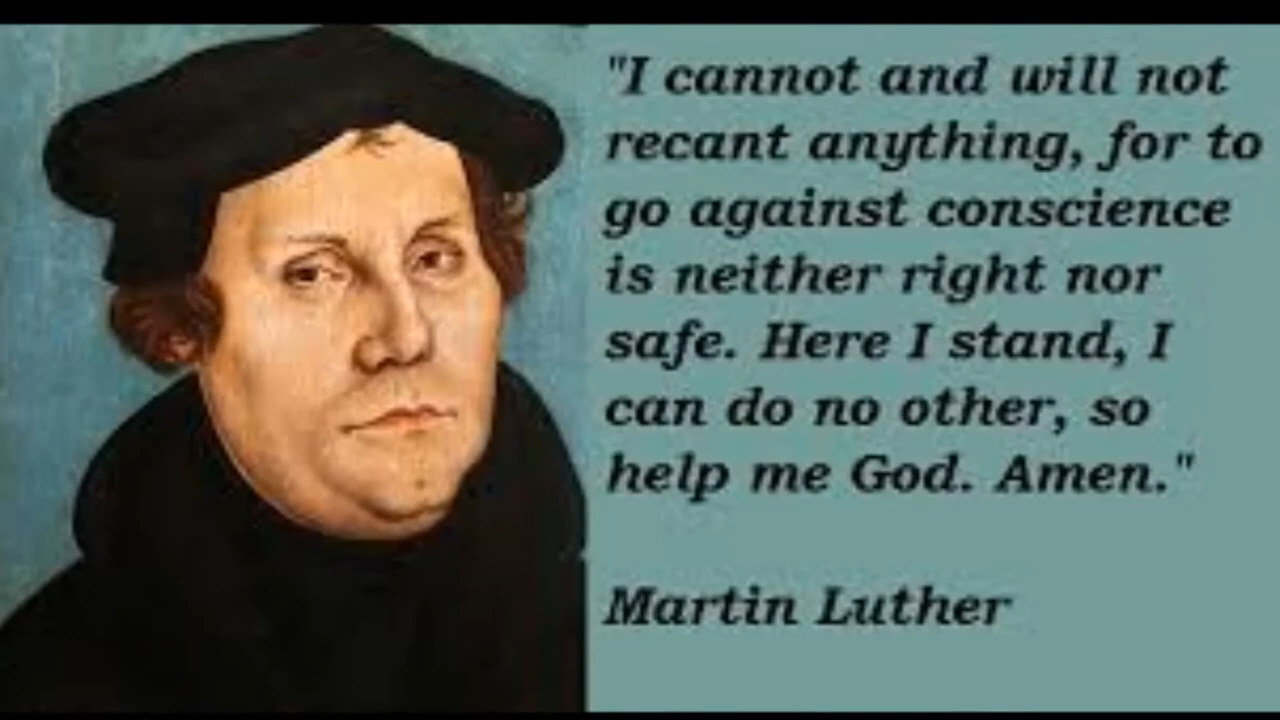 "I cannot and will not
recant anything, for to
go against conscience
is neither right nor
safe. Here I stand, I
can do no other, so
help me God. Amen."
Martin Luther